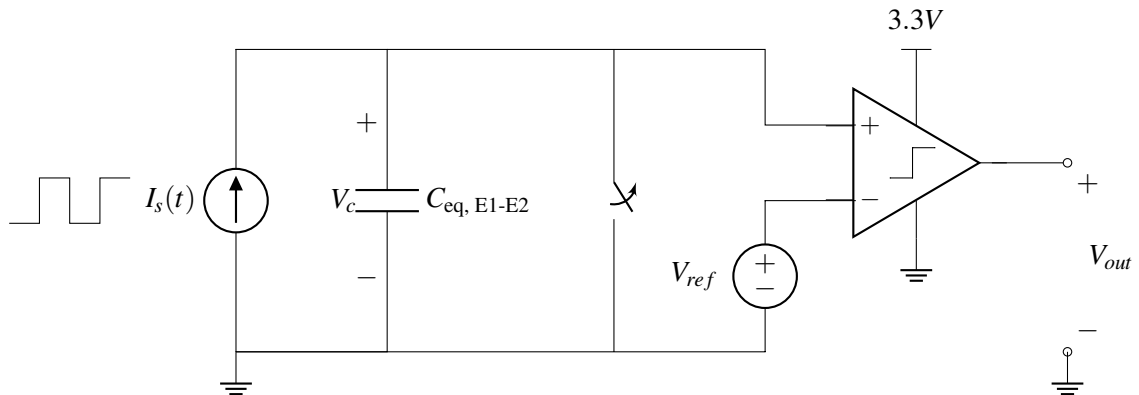 3.3V
+
+
I_s(t)
V_c
C_eq, E1-E2
−
+
−
V_ref
+
−
+
V_out
−